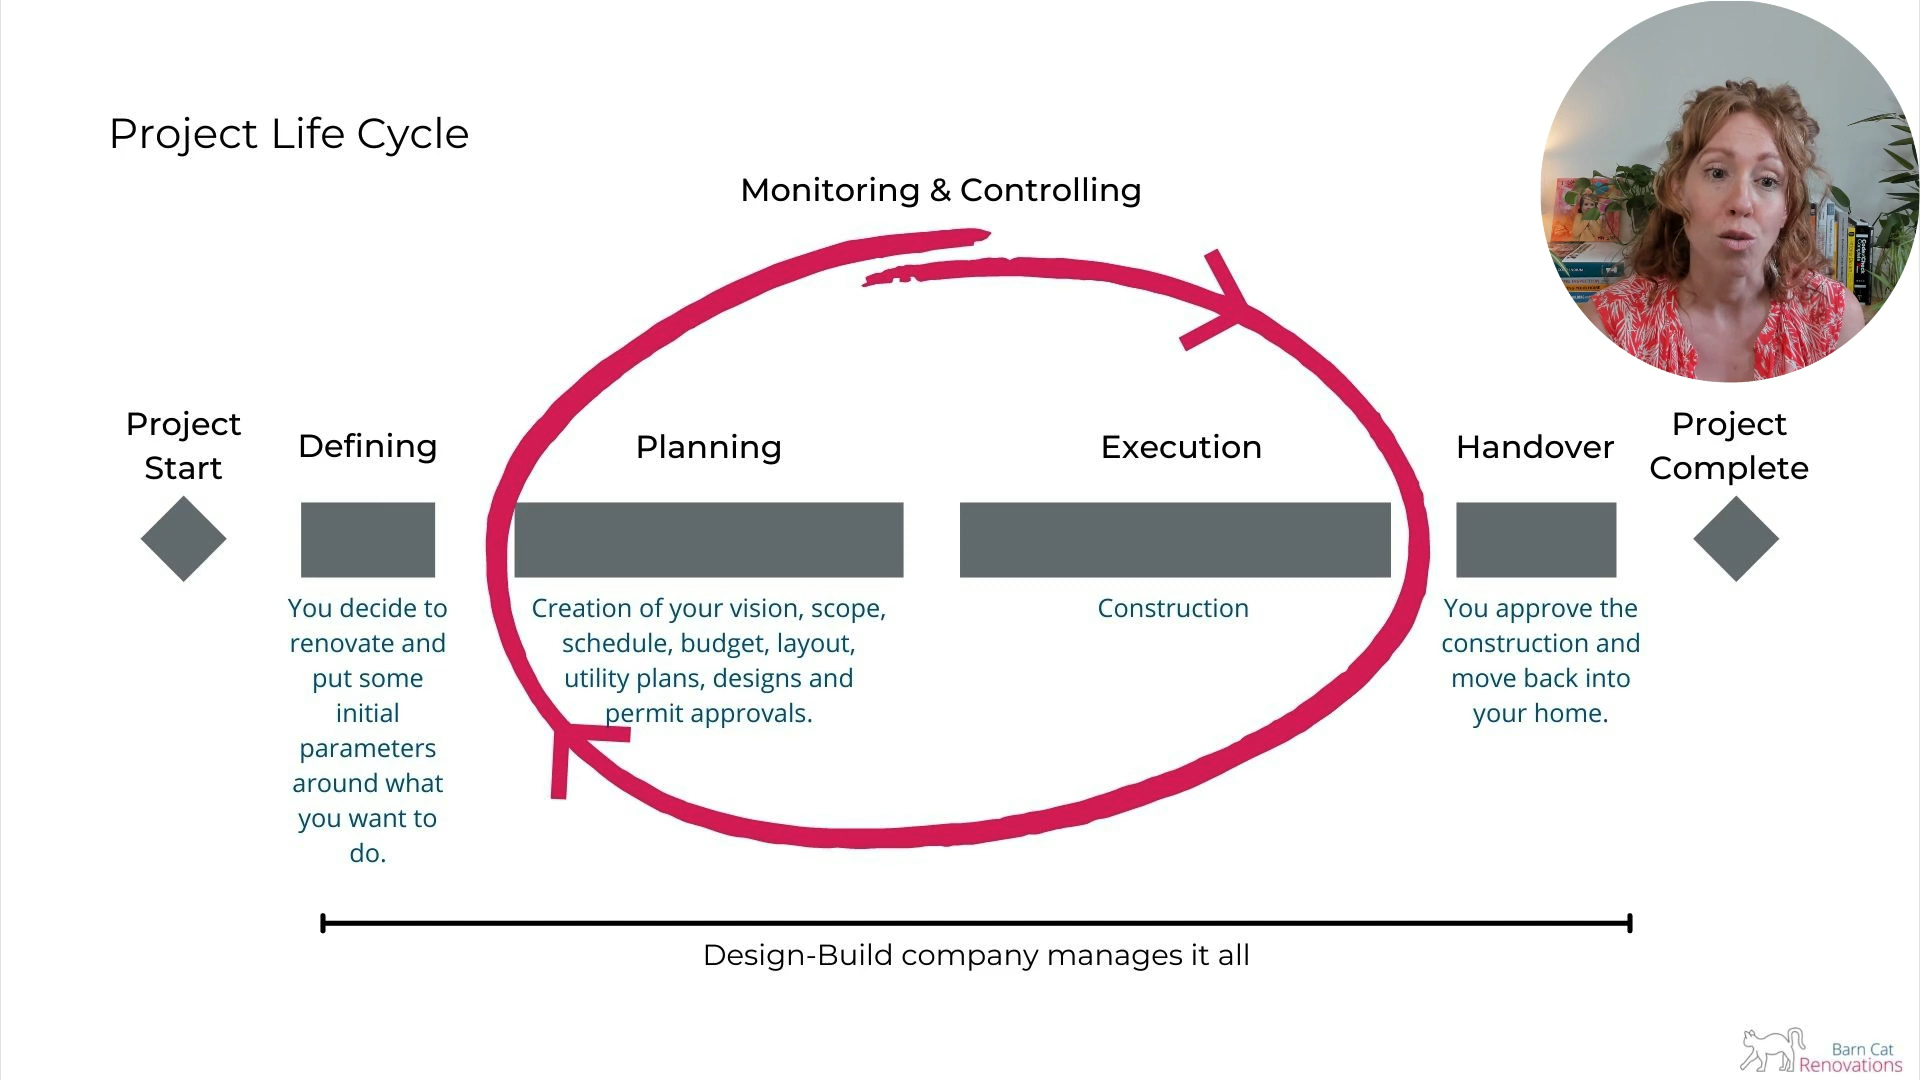 Project Life Cycle
Monitoring & Controlling
Project
Start
Defining
Planning
Execution
Handover
Project
Complete
You decide to
renovate and
put some
initial
parameters
around what
you want to
do.
Creation of your vision, scope,
schedule, budget, layout,
utility plans, designs and
permit approvals.
Construction
You approve the
construction and
move back into
your home.
Design-Build company manages it all
Barn Cat
Renovations